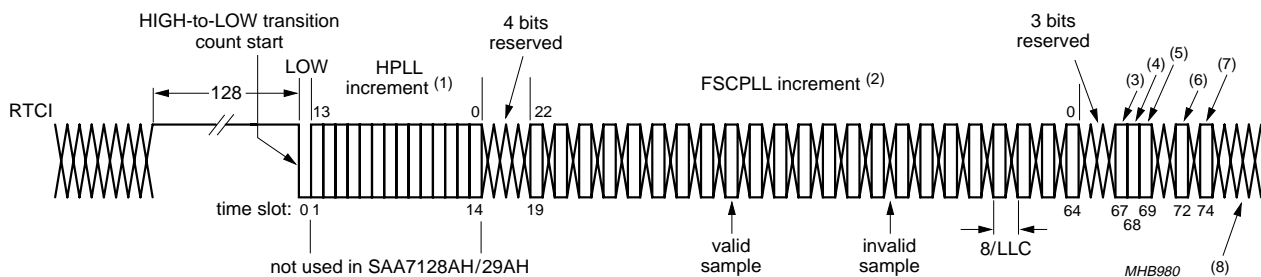 HIGH-to-LOW transition
count start
4 bits
reserved
3 bits
reserved
(3)
(4)
(5)
(6)
(7)
LOW
HPLL
increment (1)
FSCPLL increment (2)
RTCI
128
13
0
22
0
time slot:
0 1
14
19
64
67
68
69
72
74
valid
sample
invalid
sample
8/LLC
not used in SAA7128AH/29AH
MHB980
(8)